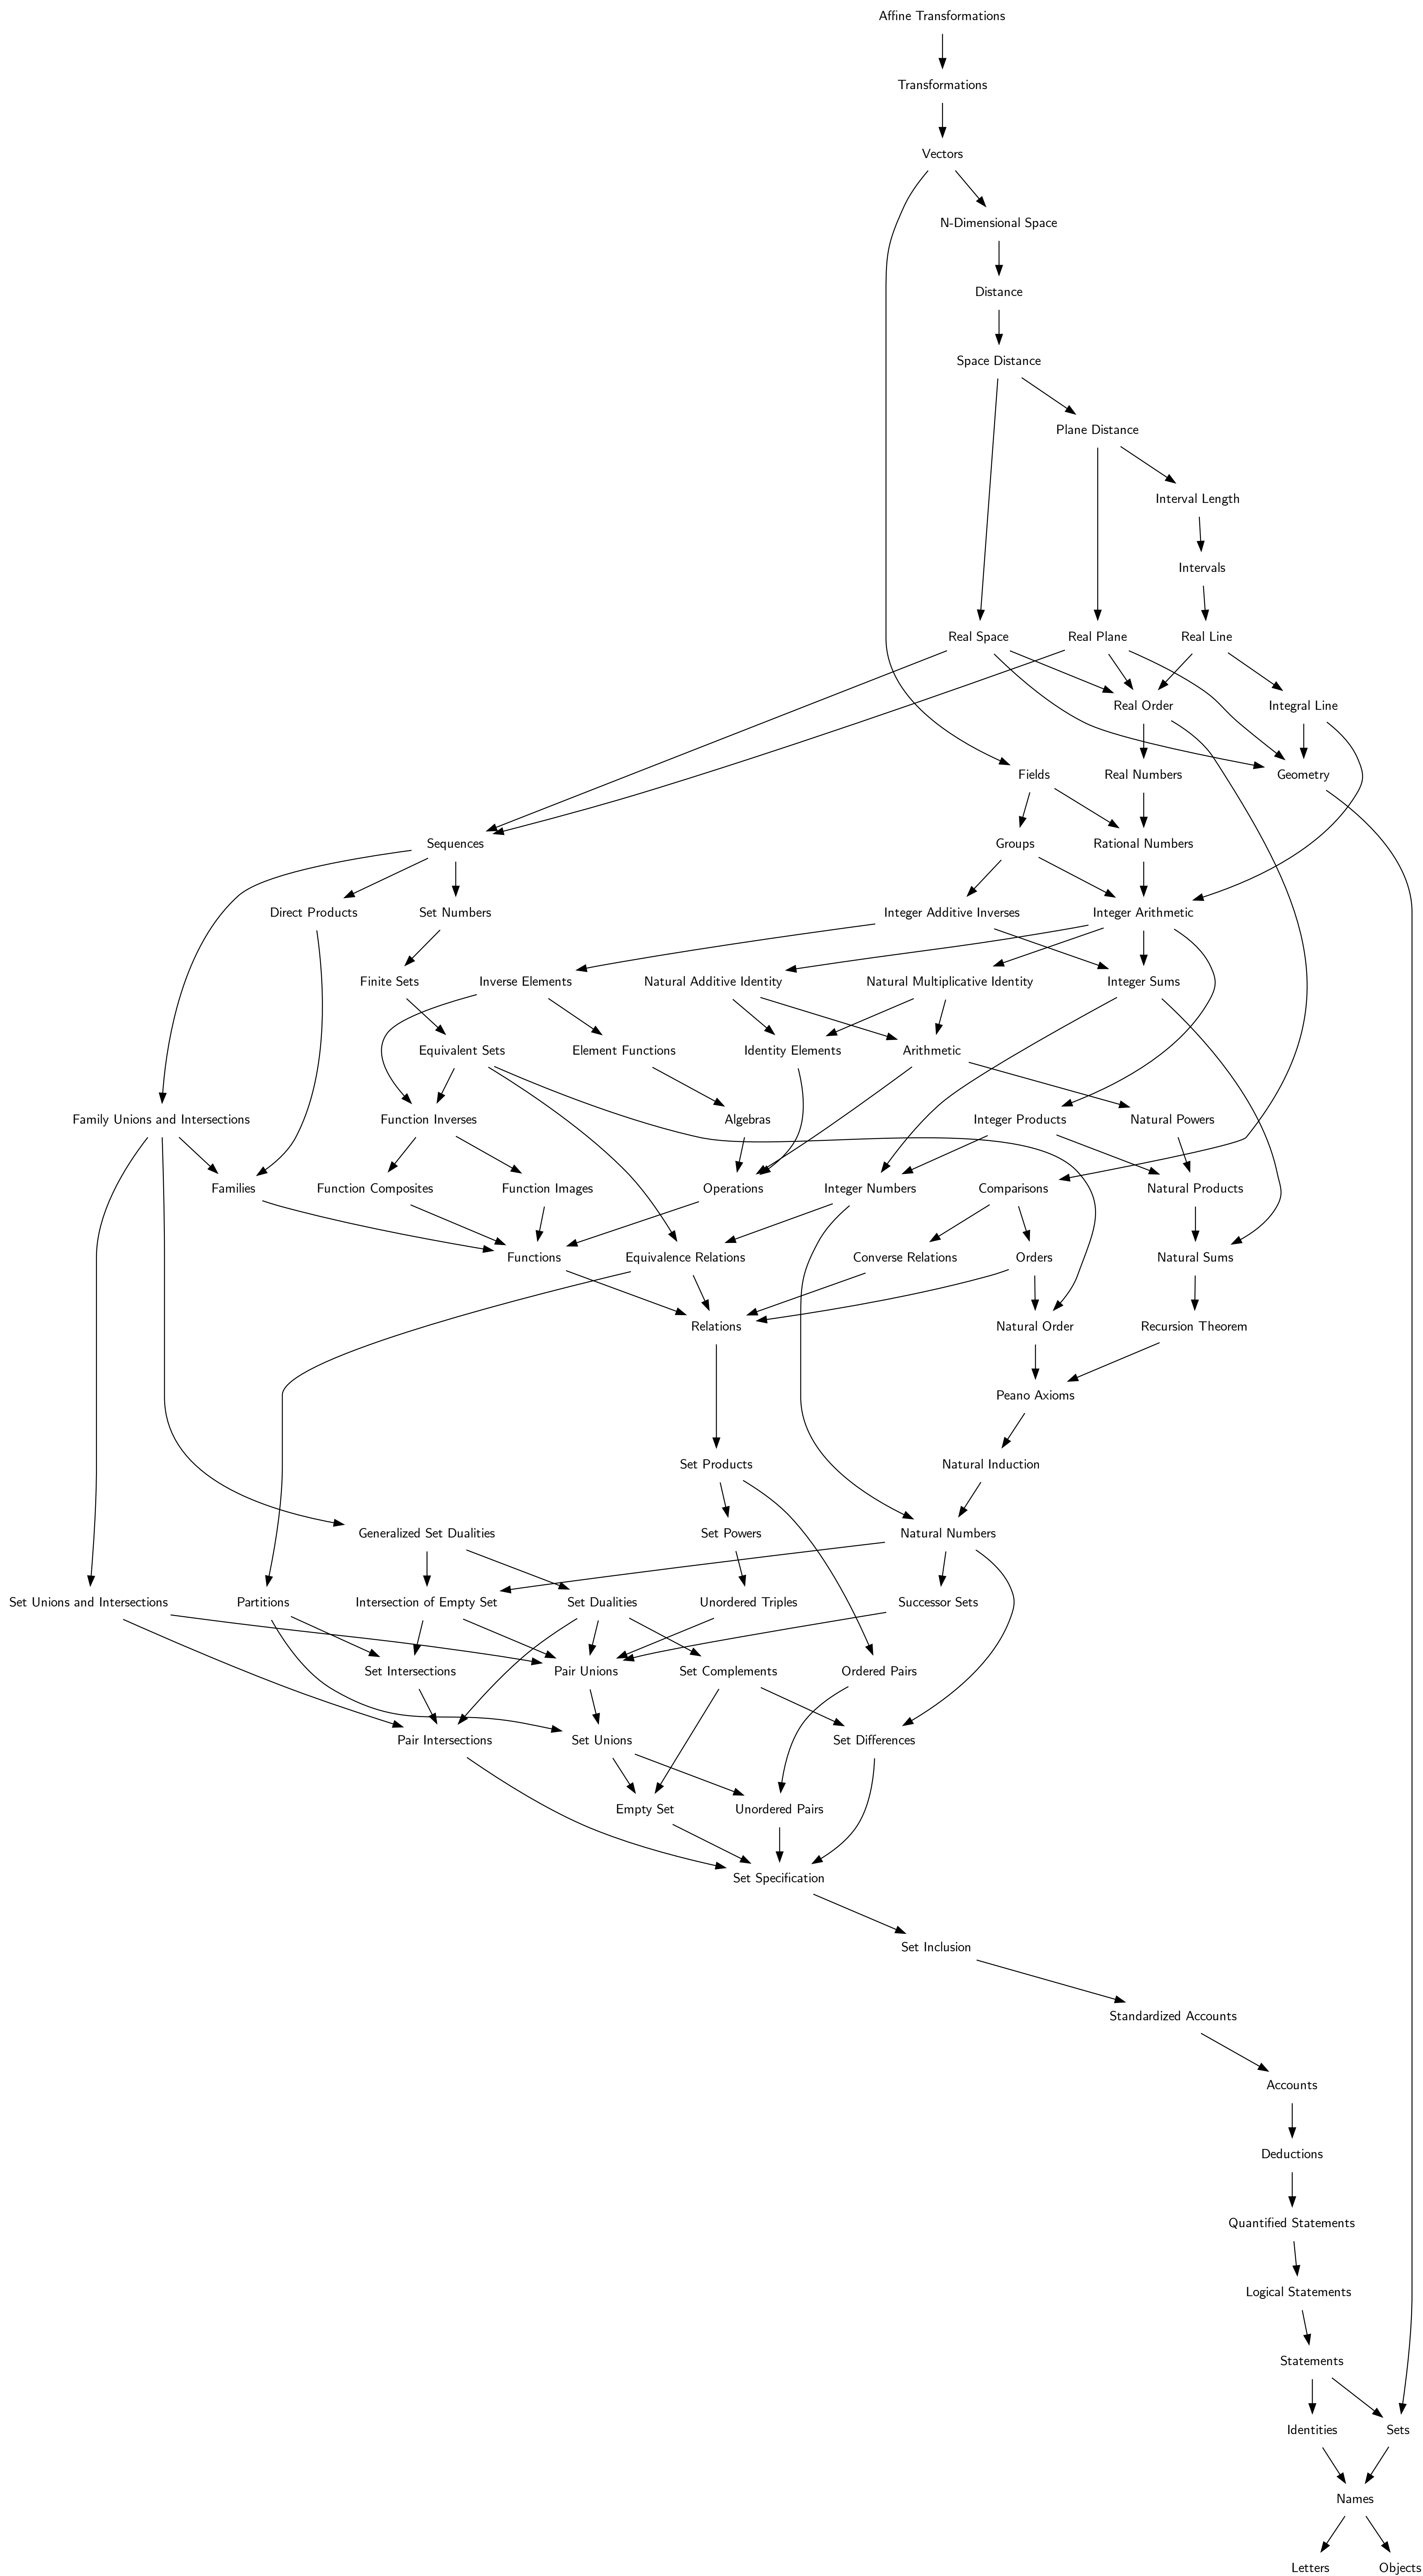 Affine Transformations
Transformations
Vectors
N-Dimensional Space
Distance
Space Distance
Plane Distance
Interval Length
Intervals
Real Space
Real Plane
Real Line
Real Order
Integral Line
Fields
Real Numbers
Geometry
Sequences
Groups
Rational Numbers
Direct Products
Set Numbers
Integer Additive Inverses
Integer Arithmetic
Finite Sets
Inverse Elements
Natural Additive Identity
Natural Multiplicative Identity
Integer Sums
Equivalent Sets
Element Functions
Identity Elements
Arithmetic
Family Unions and Intersections
Function Inverses
Algebras
Integer Products
Natural Powers
Families
Function Composites
Function Images
Operations
Integer Numbers
Comparisons
Natural Products
Functions
Equivalence Relations
Converse Relations
Orders
Natural Sums
Relations
Natural Order
Recursion Theorem
Peano Axioms
Set Products
Natural Induction
Generalized Set Dualities
Set Powers
Natural Numbers
Set Unions and Intersections
Partitions
Intersection of Empty Set
Set Dualities
Unordered Triples
Successor Sets
Set Intersections
Pair Unions
Set Complements
Ordered Pairs
Pair Intersections
Set Unions
Set Differences
Empty Set
Unordered Pairs
Set Specification
Set Inclusion
Standardized Accounts
Accounts
Deductions
Quantified Statements
Logical Statements
Statements
Identities
Sets
Names
Letters
Objects